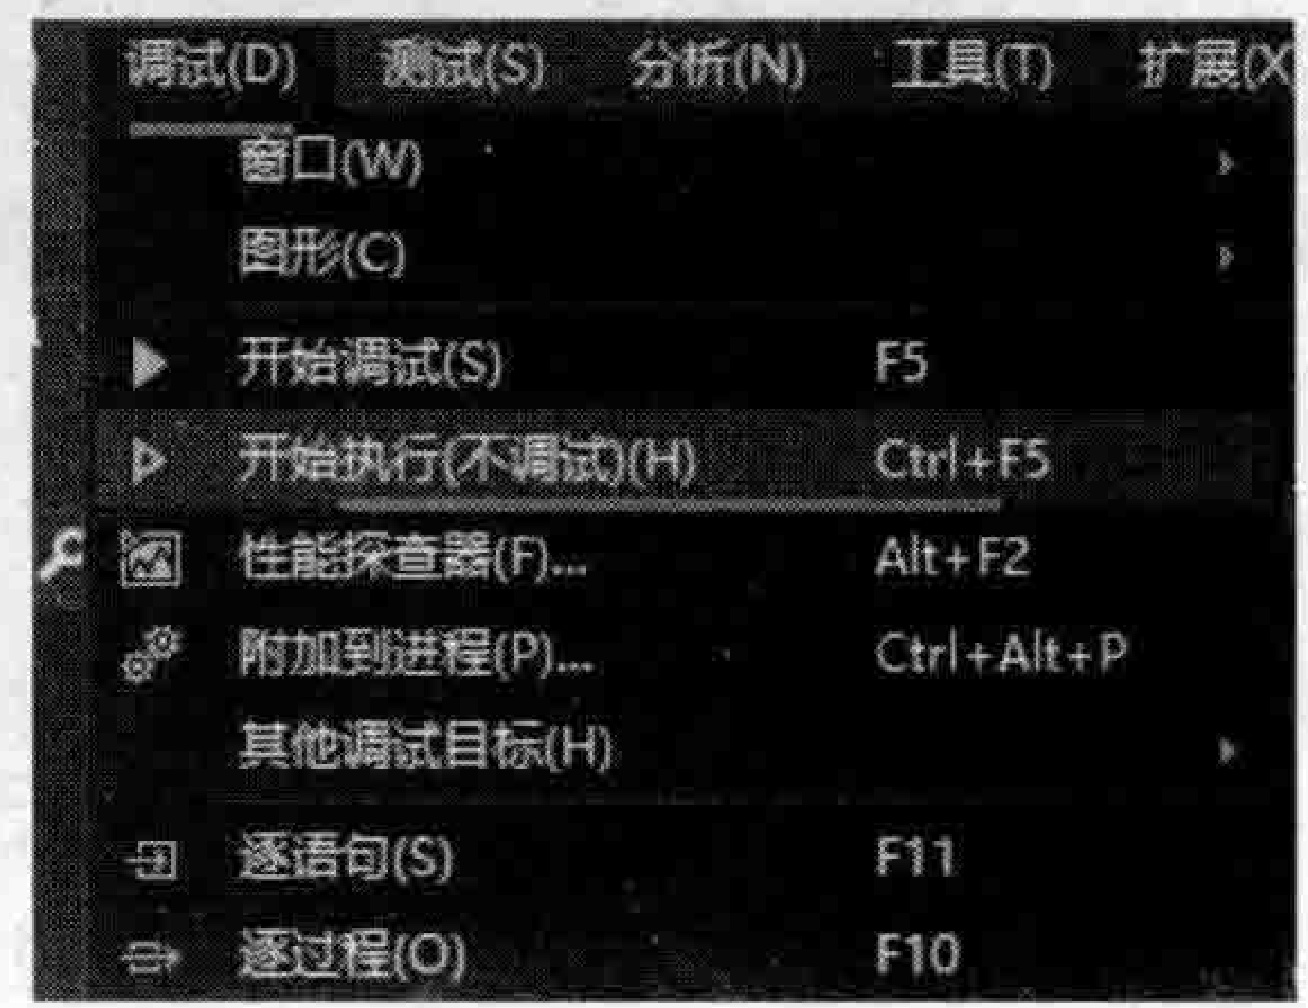 调试(D) 测试(S) 分析(N) 工具(T) 扩展(X
窗口(W)
图形(C)
开始调试(S) F5
开始执行(不调试)(H) Ctrl+F5
性能探查器(F)... Alt+F2
附加到进程(P)... Ctrl+Alt+P
其他调试目标(H)
逐语句(S) F11
逐过程(O) F10